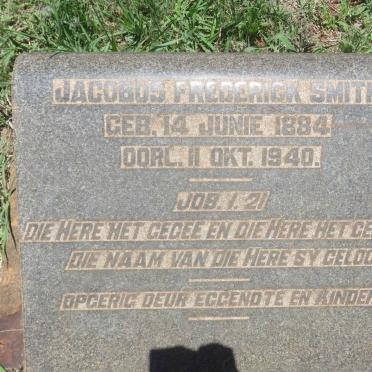 JACOBUS FREDERICK SMIT
GEB. 14 JUNIE 1884
OORL. 11 OKT. 1940.
JOB. 1. 21
DIE HERE HET GEGEE EN DIE HERE HET GE
DIE NAAM VAN DIE HERE SY GELOO
OPGERIG DEUR EGGENOTE EN KINDER